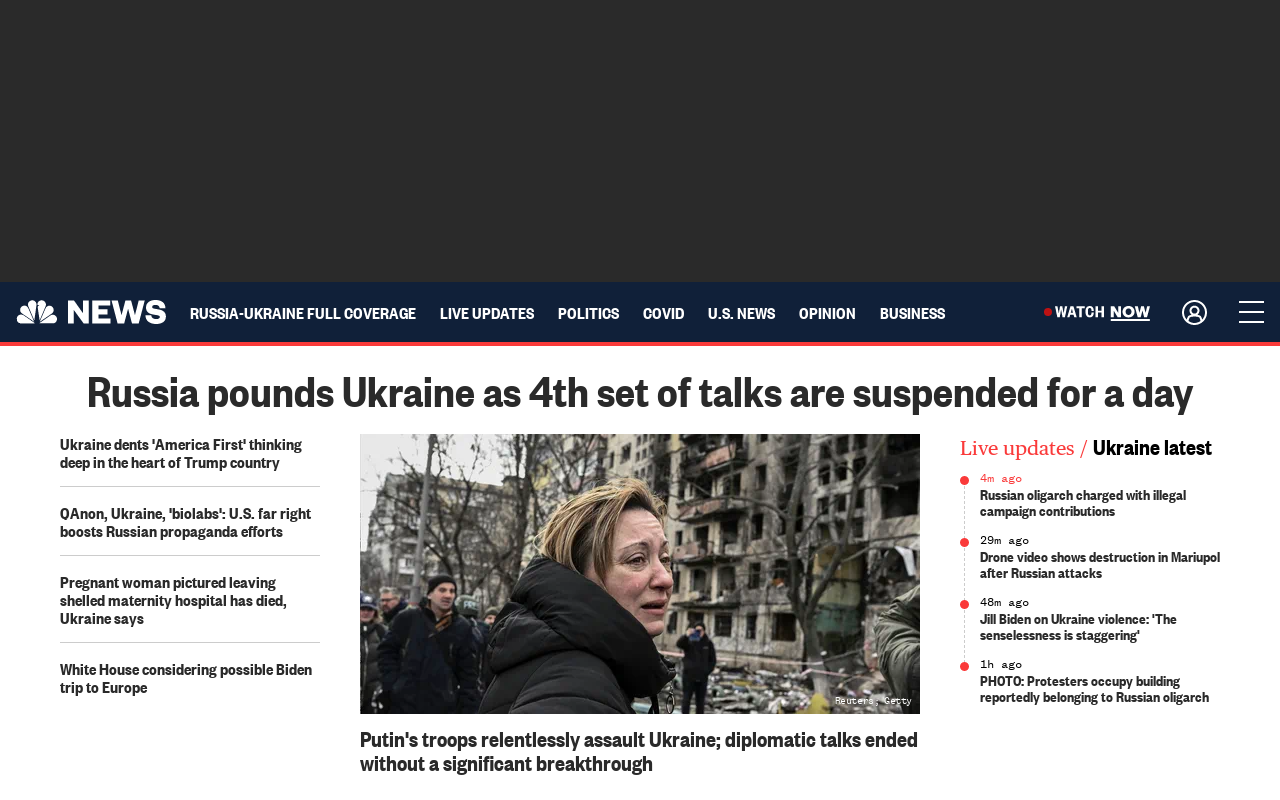 NEWS
RUSSIA-UKRAINE FULL COVERAGE
LIVE UPDATES
POLITICS
COVID
U.S. NEWS
OPINION
BUSINESS
WATCH NOW
Russia pounds Ukraine as 4th set of talks are suspended for a day
Ukraine dents 'America First' thinking
deep in the heart of Trump country
QAnon, Ukraine, 'biolabs': U.S. far right
boosts Russian propaganda efforts
Pregnant woman pictured leaving
shelled maternity hospital has died,
Ukraine says
White House considering possible Biden
trip to Europe
Reuters; Getty
Putin's troops relentlessly assault Ukraine; diplomatic talks ended
without a significant breakthrough
Live updates / Ukraine latest
4m ago
Russian oligarch charged with illegal
campaign contributions
29m ago
Drone video shows destruction in Mariupol
after Russian attacks
48m ago
Jill Biden on Ukraine violence: 'The
senselessness is staggering'
1h ago
PHOTO: Protesters occupy building
reportedly belonging to Russian oligarch